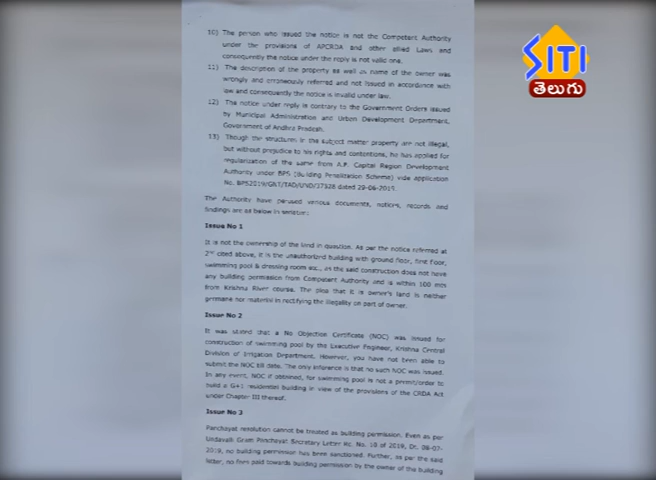 10) The person who issued the notice is not the Competent Authority
under the provisions of APCRDA and other allied Laws and
consequently the notice under the reply is not valid one.
11) The description of the property as well as name of the owner was
wrongly and erroneously referred and not issued in accordance with
law and consequently the notice is invalid under law.
12) The notice under reply is contrary to the Government Orders issued
by Municipal Administration and Urban Development Department,
Government of Andhra Pradesh.
13) Though the structures in the subject matter property are not illegal,
but without prejudice to his rights and contentions, he has applied for
regularization of the same from A.P. Capital Region Development
Authority under BPS (Building Penalization Scheme) vide application
No. BPS2019/GNT/TAD/UND/37928 dated 29-06-2019.
The Authority have perused various documents, notices, records and
findings are as below in seriatim:
Issue No 1
It is not the ownership of the land in question. As per the notice referred at
2nd cited above, it is the unauthorized building with ground floor, first floor,
swimming pool & dressing room etc., as the said construction does not have
any building permission from Competent Authority and is within 100 mts
from Krishna River course. The plea that it is owner's land is neither
germane nor material in rectifying the illegality on part of owner.
Issue No 2
It was stated that a No Objection Certificate (NOC) was issued for
construction of swimming pool by the Executive Engineer, Krishna Central
Division of Irrigation Department. However, you have not been able to
submit the NOC till date. The only inference is that no such NOC was issued.
In any event, NOC if obtained, for swimming pool is not a permit/order to
build a G+1 residential building in view of the provisions of the CRDA Act
under Chapter III thereof.
Issue No 3
Panchayat resolution cannot be treated as building permission. Even as per
Undavalli Gram Panchayat Secretary Letter Rc. No. 10 of 2019, Dt. 08-07-
2019, no building permission has been sanctioned. Further, as per the said
letter, no fees paid towards building permission by the owner of the building
SITI
తెలుగు